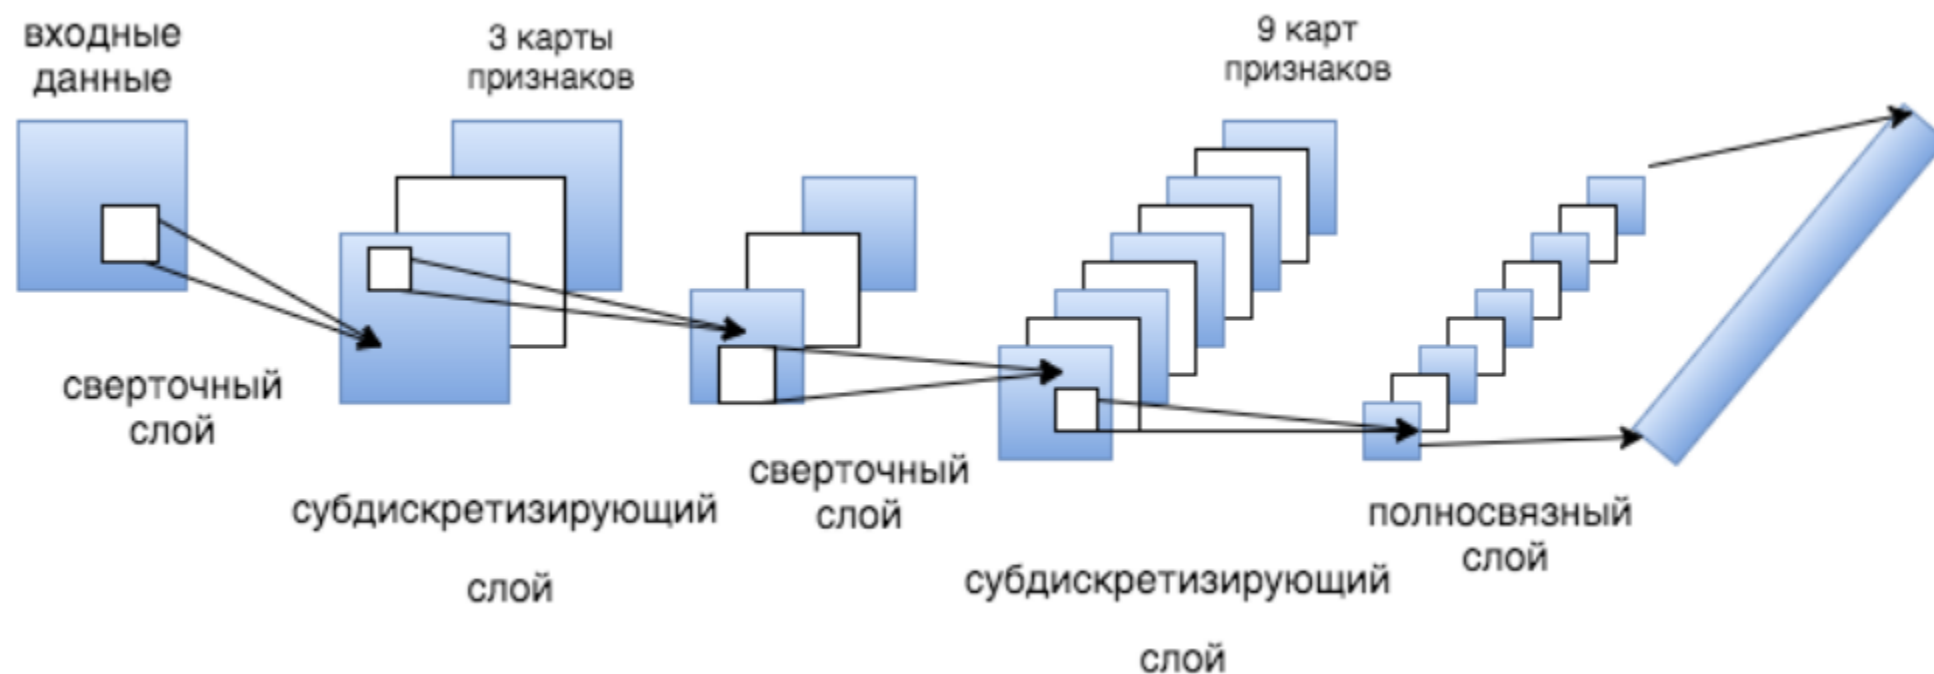 входные
данные
3 карты
признаков
9 карт
признаков
сверточный
слой
субдискретизирующий
слой
сверточный
слой
субдискретизирующий
слой
полносвязный
слой